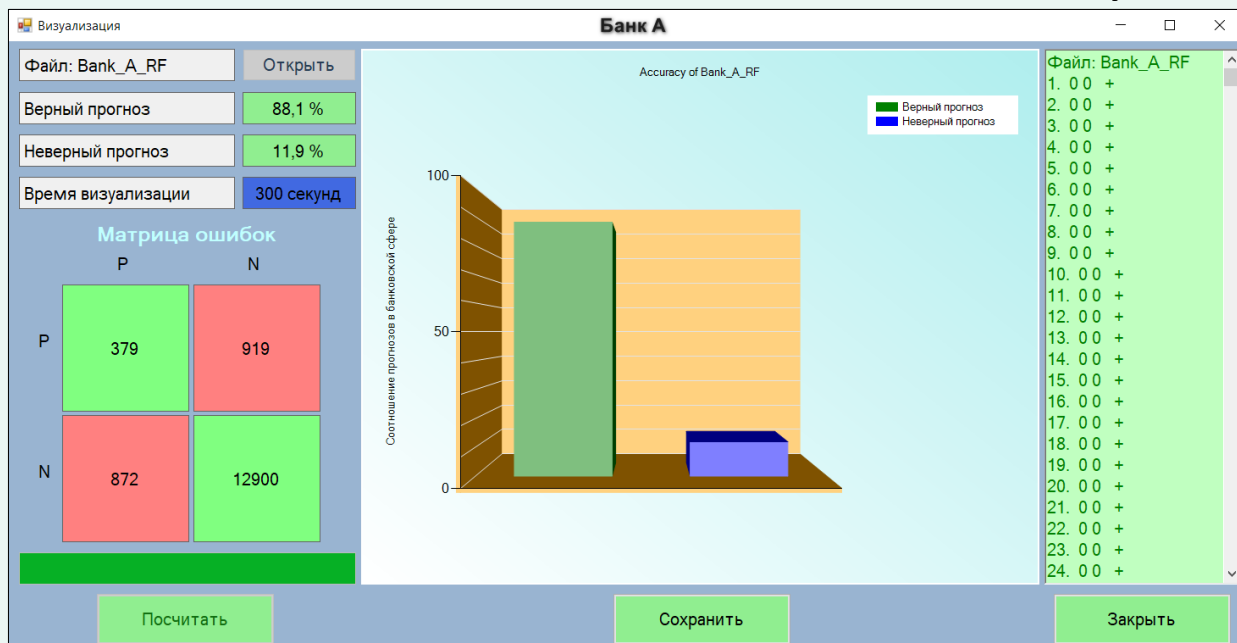 Визуализация
Банк А
Файл: Bank_A_RF
Открыть
Верный прогноз
88,1 %
Неверный прогноз
11,9 %
Время визуализации
300 секунд
Матрица ошибок
P N
P 379 919
N 872 12900
Посчитать
Accuracy of Bank_A_RF
Верный прогноз
Неверный прогноз
Соотношение прогнозов в банковской сфере
100
50
0
Сохранить
Файл: Bank_A_RF
1. 0 0 +
2. 0 0 +
3. 0 0 +
4. 0 0 +
5. 0 0 +
6. 0 0 +
7. 0 0 +
8. 0 0 +
9. 0 0 +
10. 0 0 +
11. 0 0 +
12. 0 0 +
13. 0 0 +
14. 0 0 +
15. 0 0 +
16. 0 0 +
17. 0 0 +
18. 0 0 +
19. 0 0 +
20. 0 0 +
21. 0 0 +
22. 0 0 +
23. 0 0 +
24. 0 0 +
Закрыть